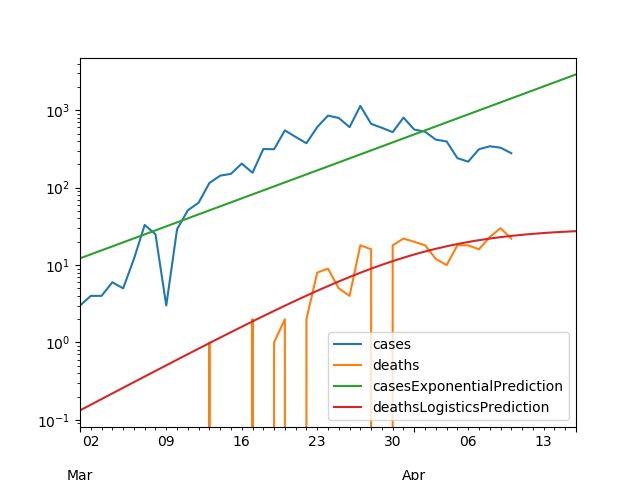 10³
10²
10¹
10⁰
10⁻¹
cases
deaths
casesExponentialPrediction
deathsLogisticsPrediction
02 09 16 23 30 06 13
Mar Apr